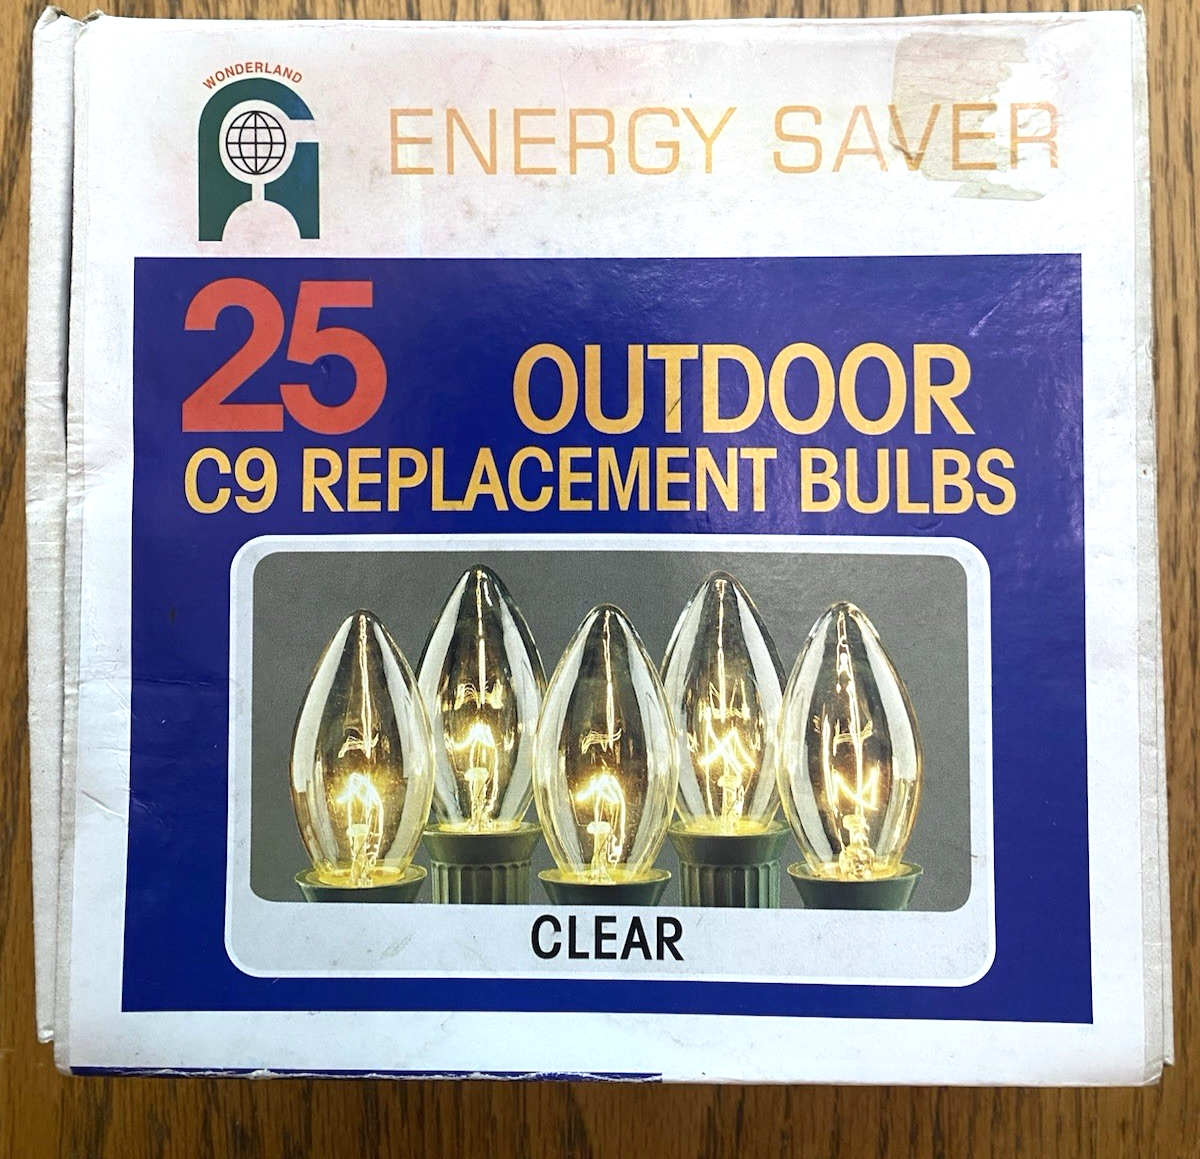 WONDERLAND
ENERGY SAVER
25 OUTDOOR
C9 REPLACEMENT BULBS
CLEAR